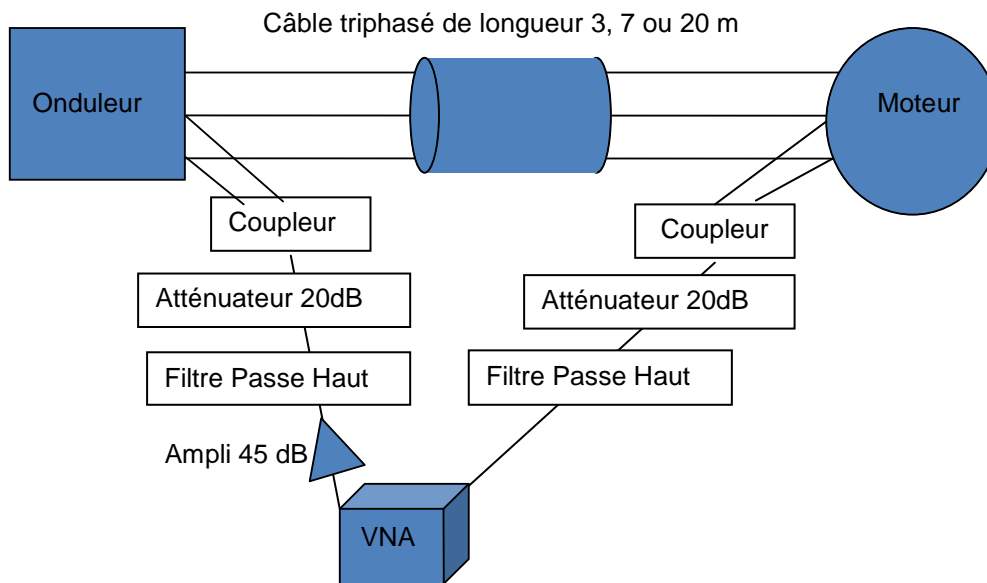 Câble triphasé de longueur 3, 7 ou 20 m
Onduleur
Moteur
Coupleur
Coupleur
Atténuateur 20dB
Atténuateur 20dB
Filtre Passe Haut
Filtre Passe Haut
Ampli 45 dB
VNA